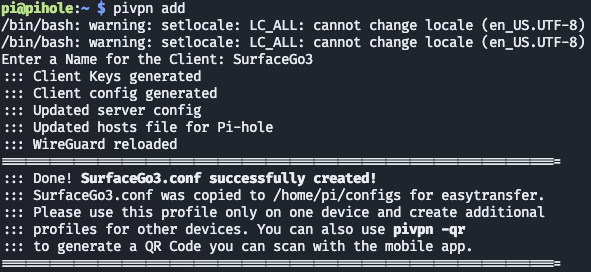 pi@pihole:~ $ pivpn add
/bin/bash: warning: setlocale: LC_ALL: cannot change locale (en_US.UTF-8)
/bin/bash: warning: setlocale: LC_ALL: cannot change locale (en_US.UTF-8)
Enter a Name for the Client: SurfaceGo3
::: Client Keys generated
::: Client config generated
::: Updated server config
::: Updated hosts file for Pi-hole
::: WireGuard reloaded
======================================================================
::: Done! SurfaceGo3.conf successfully created!
::: SurfaceGo3.conf was copied to /home/pi/configs for easytransfer.
::: Please use this profile only on one device and create additional
::: profiles for other devices. You can also use pivpn -qr
::: to generate a QR Code you can scan with the mobile app.
======================================================================